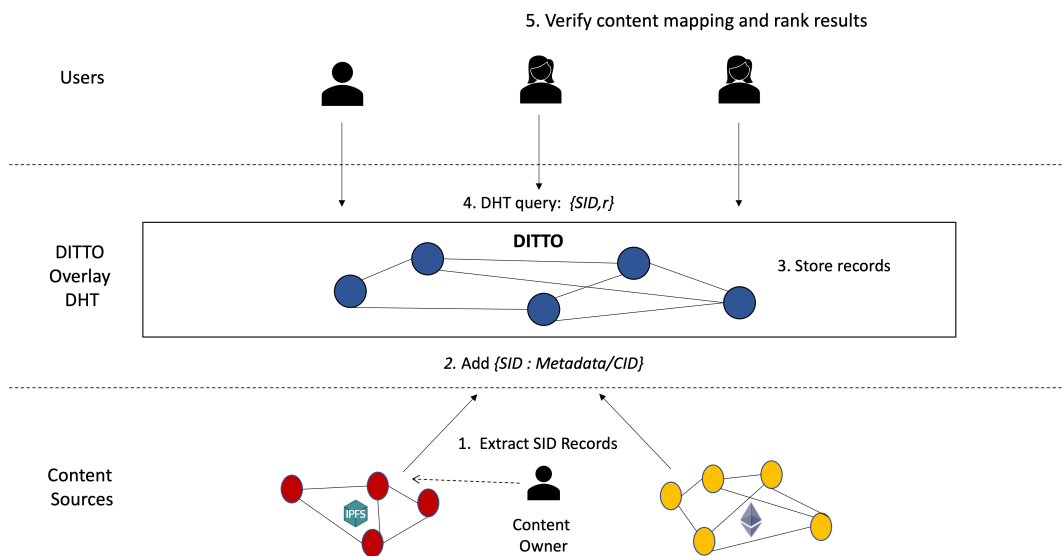 5. Verify content mapping and rank results
Users
4. DHT query: {SID,r}
DITTO
DITTO
Overlay
DHT
3. Store records
2. Add {SID : Metadata/CID}
1. Extract SID Records
Content
Sources
IPFS
Content
Owner